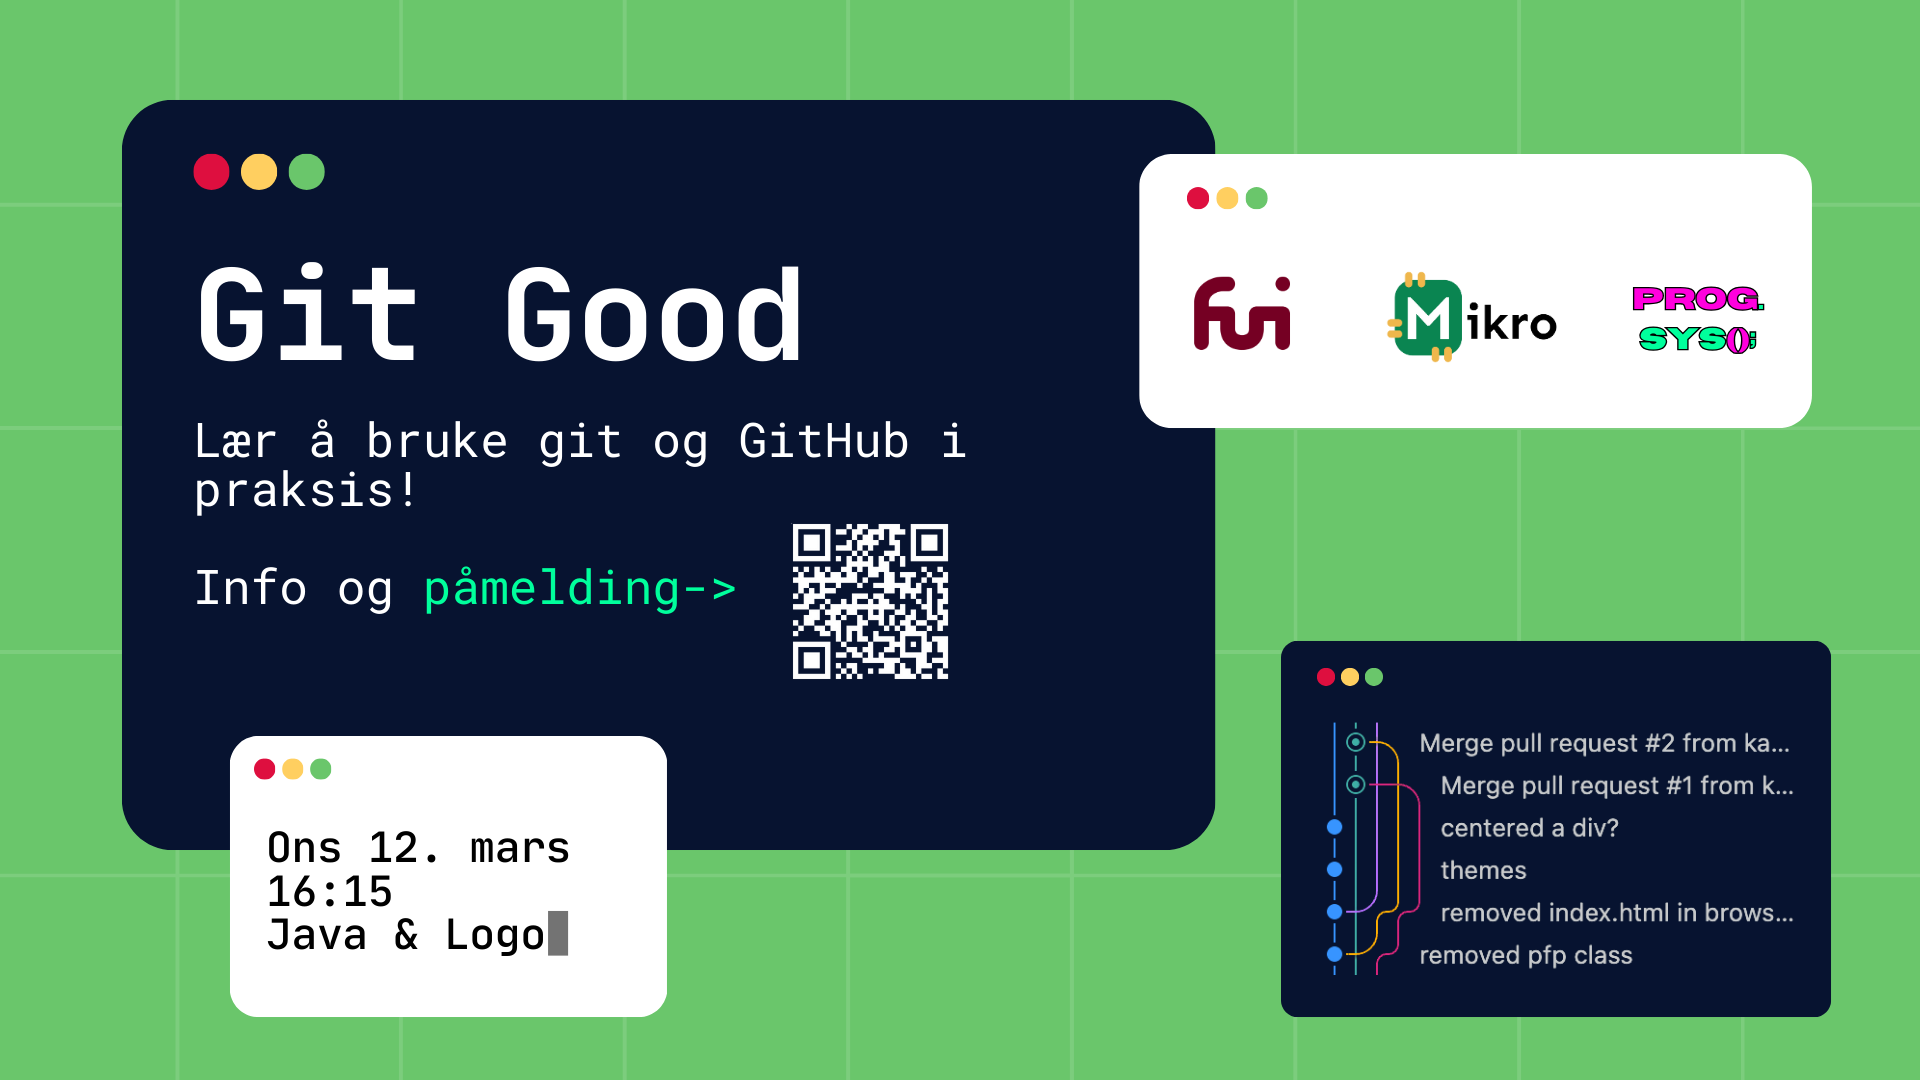 Git Good
Lær å bruke git og GitHub i
praksis!
Info og påmelding->
fui
Mikro
PROG.
SYS();
Ons 12. mars
16:15
Java & Logo
Merge pull request #2 from ka...
Merge pull request #1 from k...
centered a div?
themes
removed index.html in brows...
removed pfp class